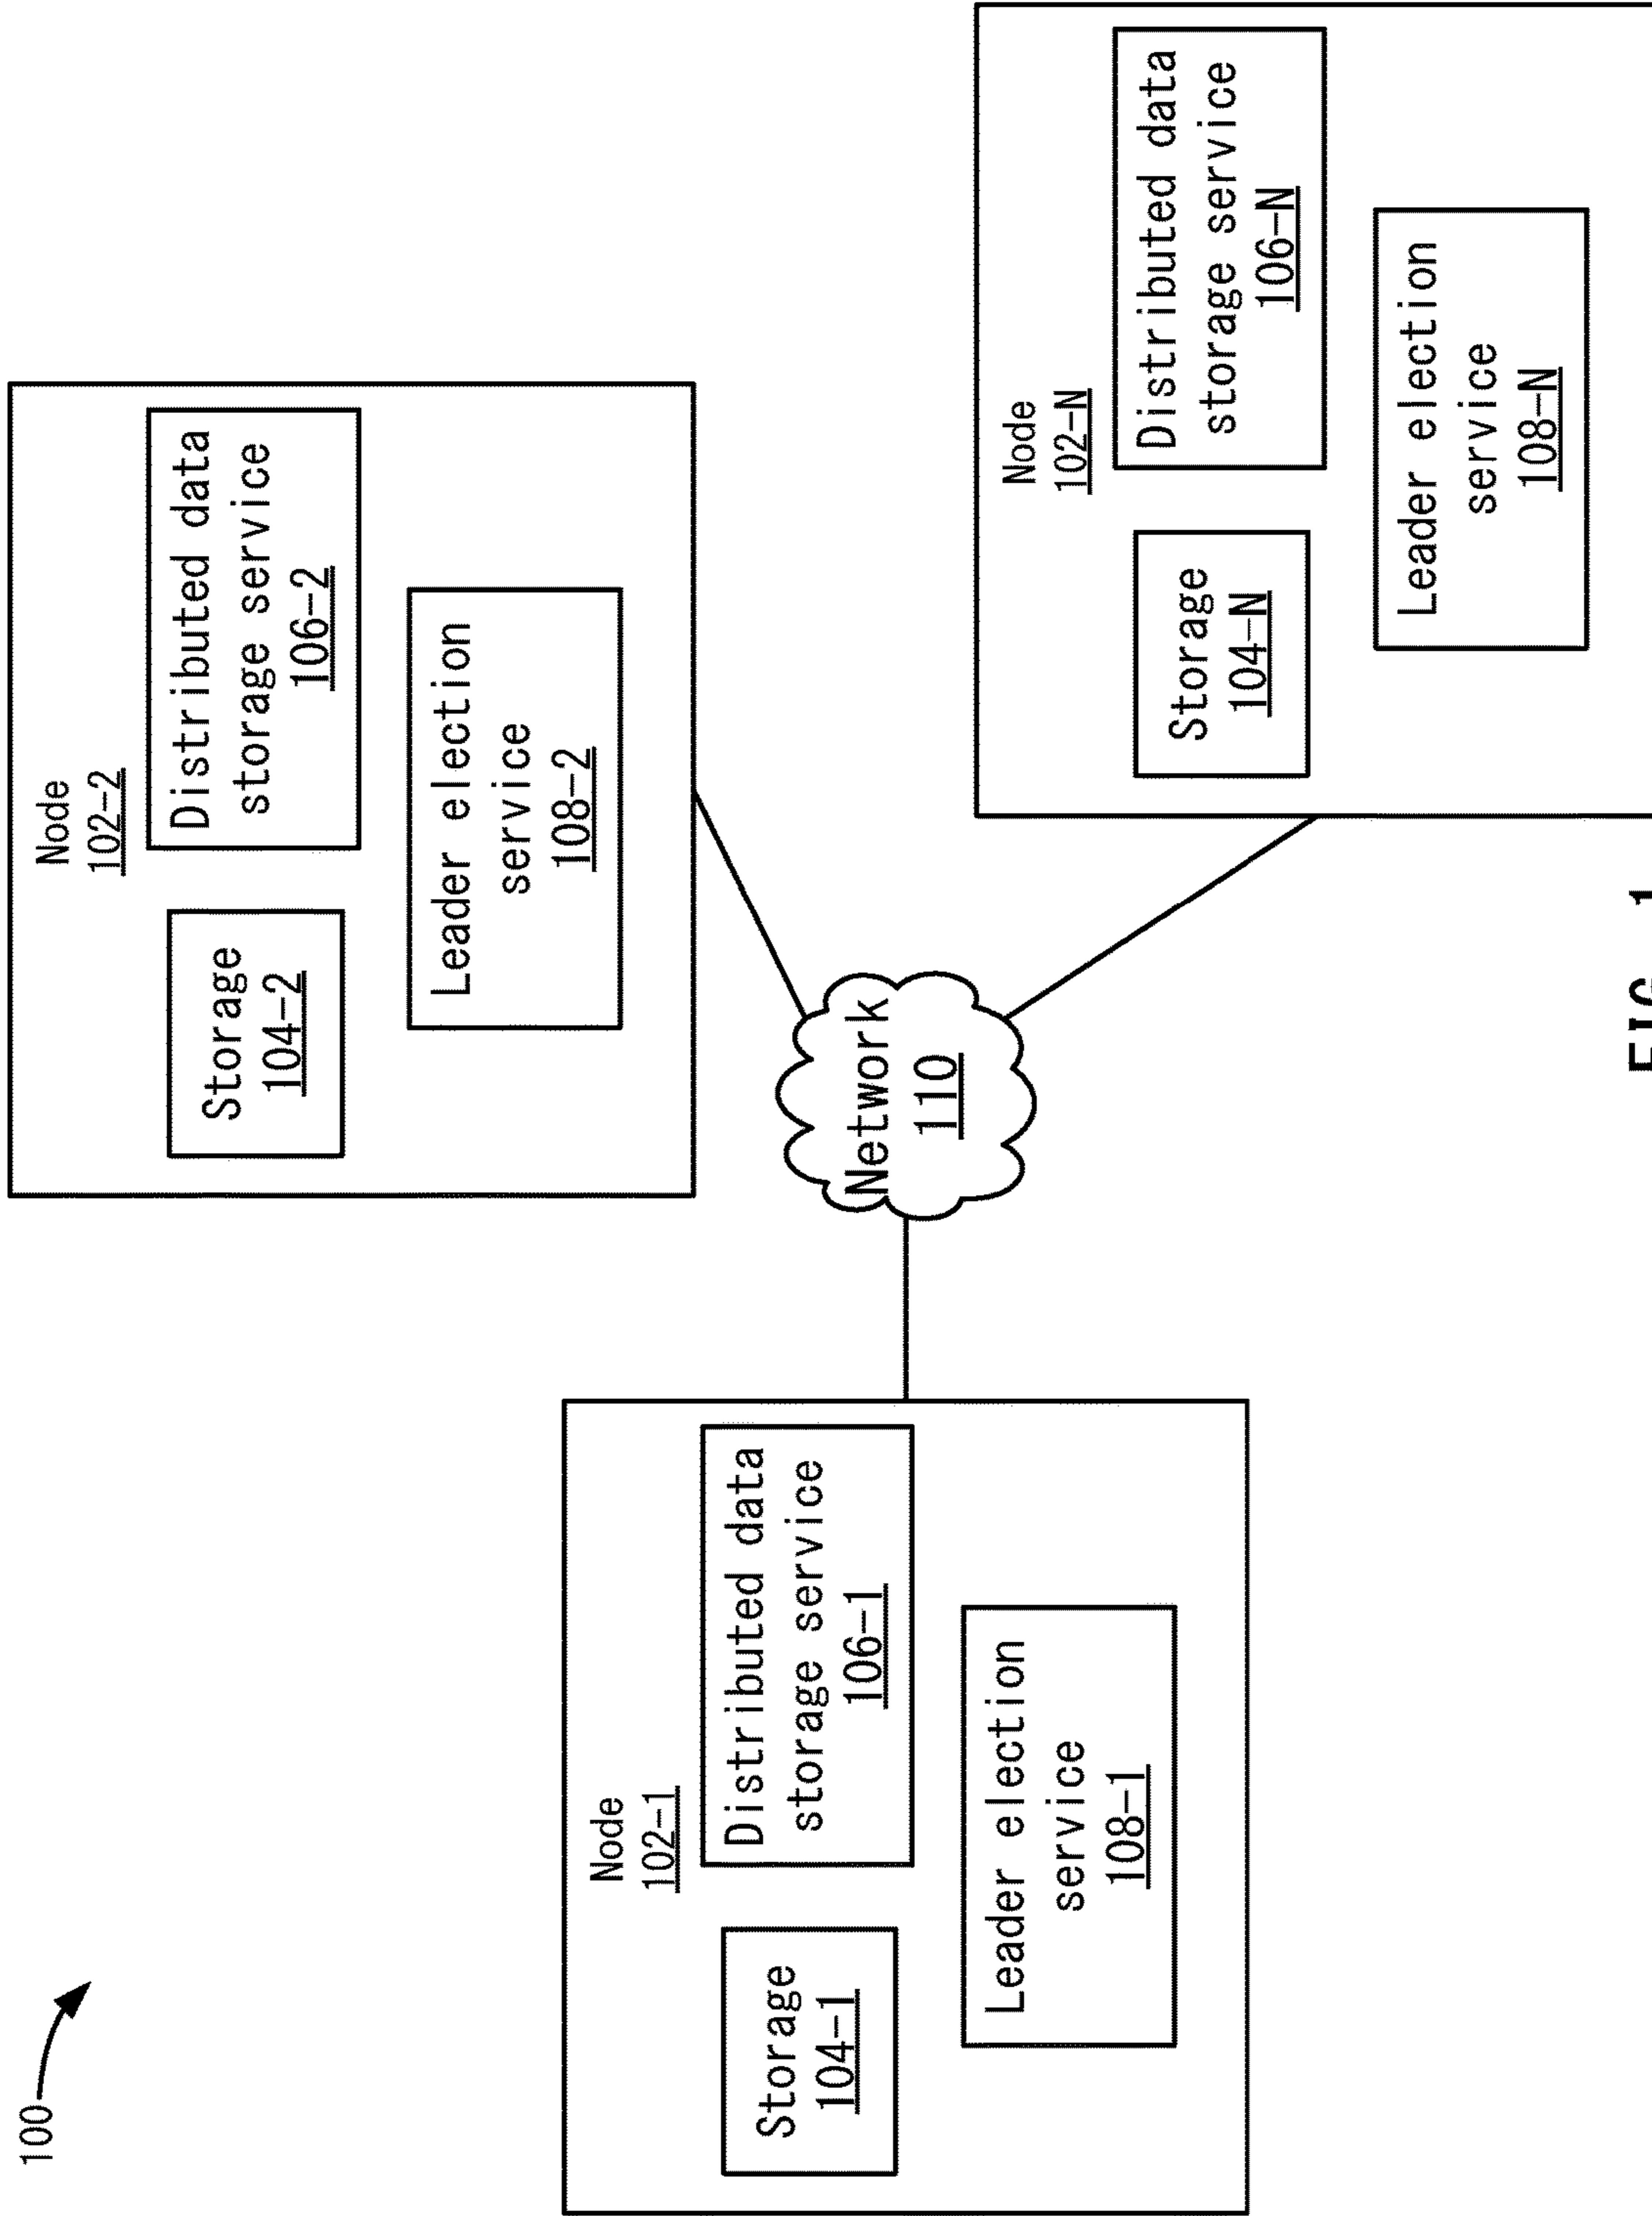 100
Node
102-1
Storage
104-1
Distributed data
storage service
106-1
Leader election
service
108-1
Network
110
Node
102-2
Storage
104-2
Distributed data
storage service
106-2
Leader election
service
108-2
Node
102-N
Storage
104-N
Distributed data
storage service
106-N
Leader election
service
108-N
FIG. 1